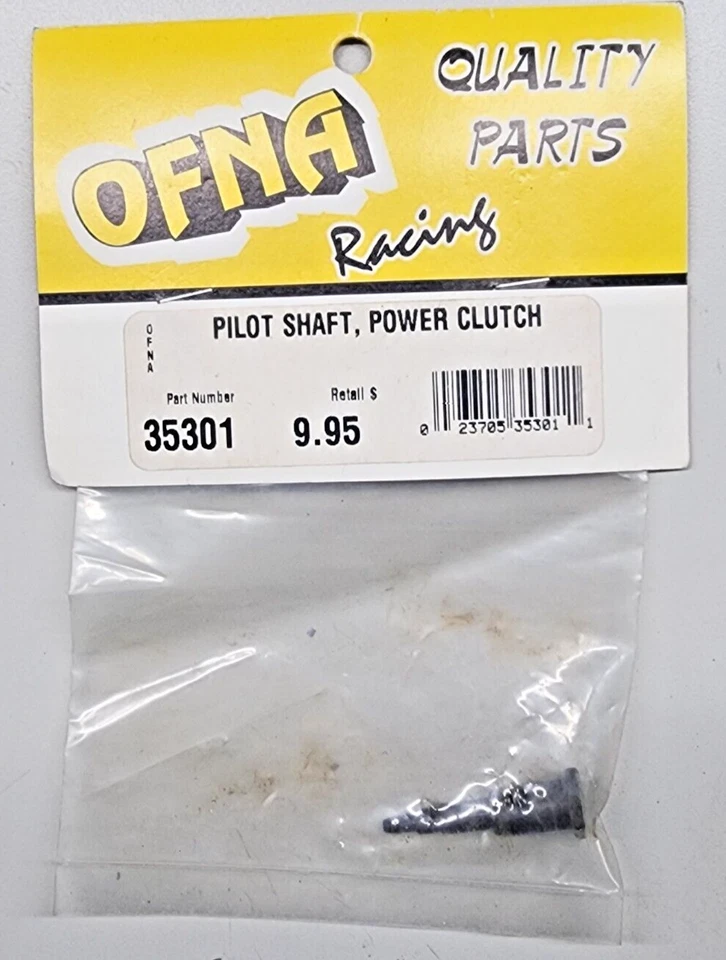 OFNA
Racing
QUALITY
PARTS
OFNA
PILOT SHAFT, POWER CLUTCH
Part Number
Retail $
35301
9.95
0 23705 35301 1